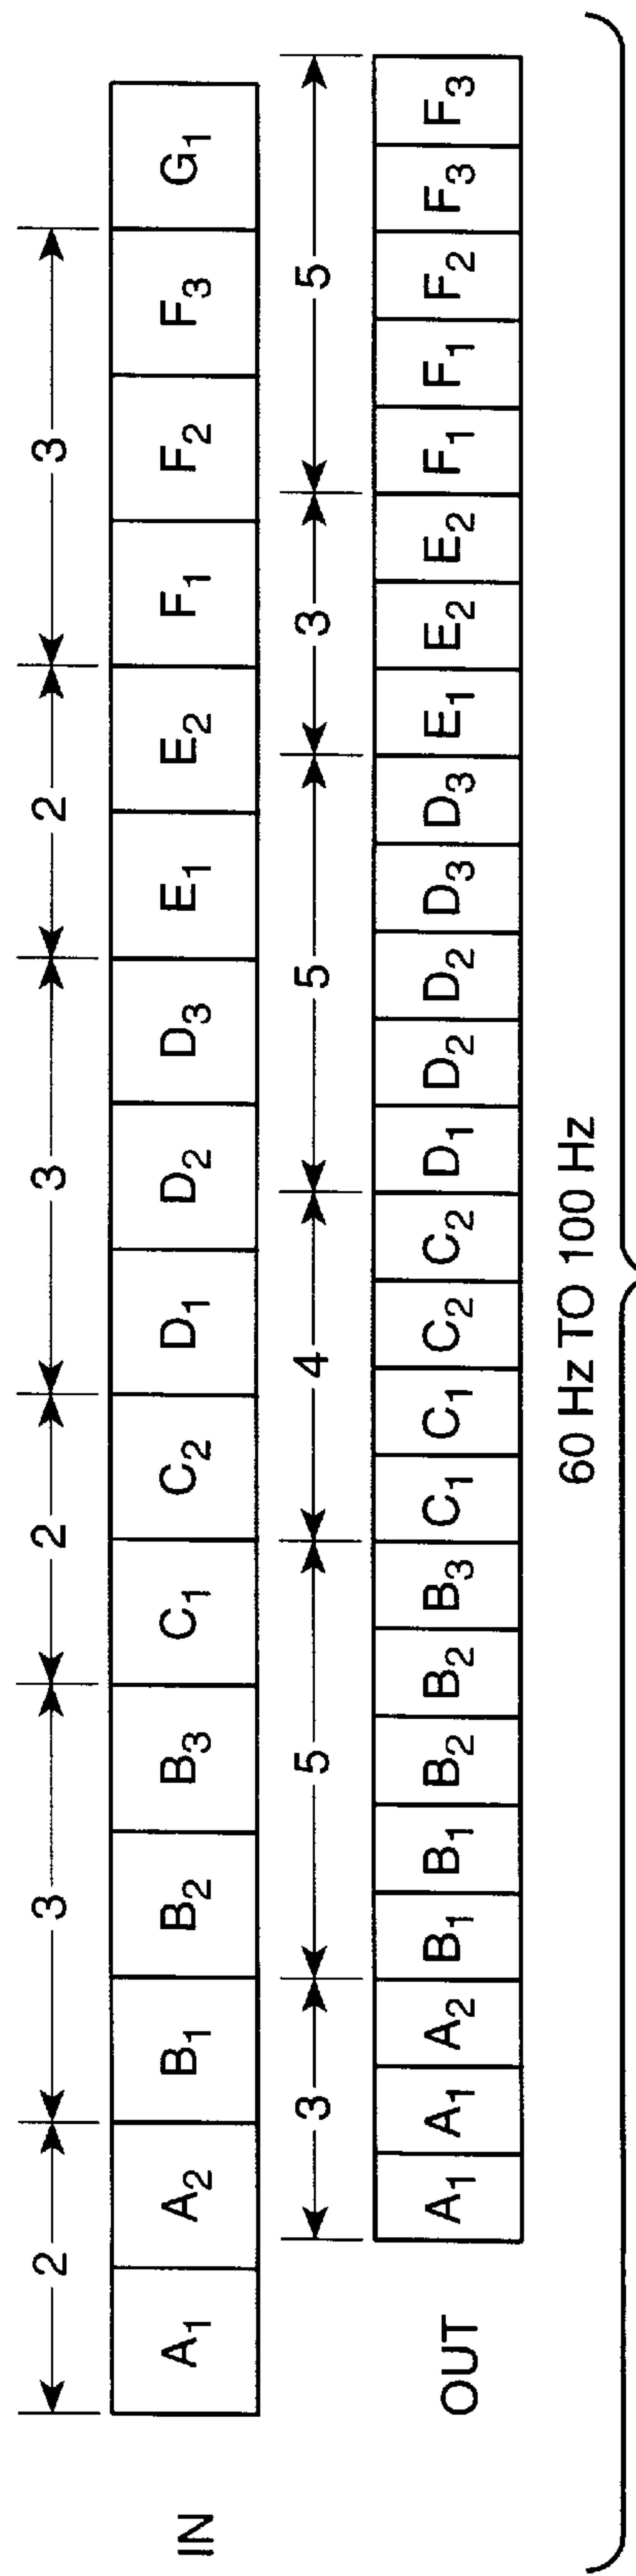 2 3 2 3 2 3
IN A1 A2 B1 B2 B3 C1 C2 D1 D2 D3 E1 E2 F1 F2 F3 G1
3 5 4 5 3 5
OUT A1 A1 A2 B1 B1 B2 B2 B3 C1 C1 C2 C2 D1 D2 D2 D3 D3 E1 E2 E2 F1 F1 F2 F3 F3
60 Hz TO 100 Hz